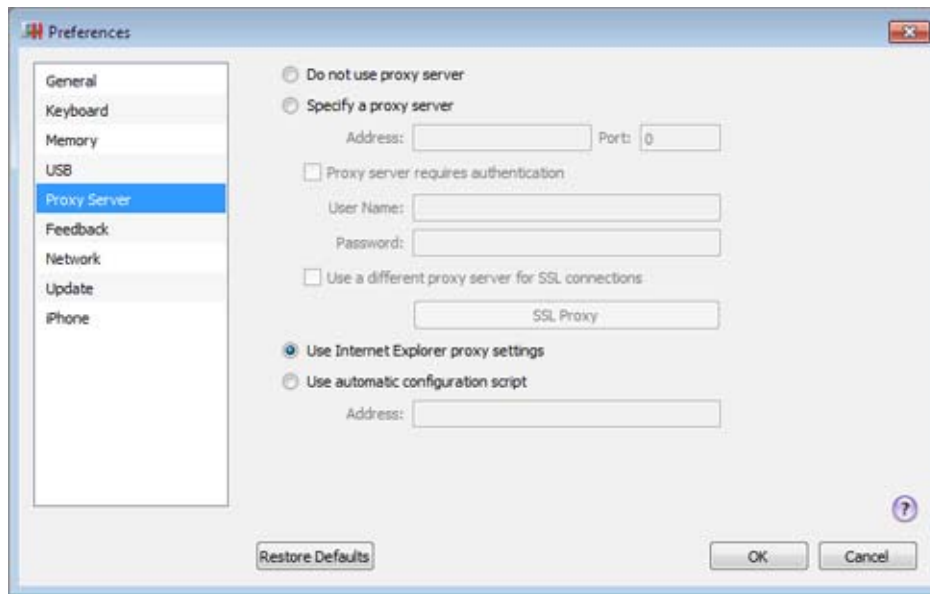 Preferences
General
Keyboard
Memory
USB
Proxy Server
Feedback
Network
Update
iPhone
Do not use proxy server
Specify a proxy server
Address: Port: 0
Proxy server requires authentication
User Name:
Password:
Use a different proxy server for SSL connections
SSL Proxy
Use Internet Explorer proxy settings
Use automatic configuration script
Address:
?
Restore Defaults OK Cancel